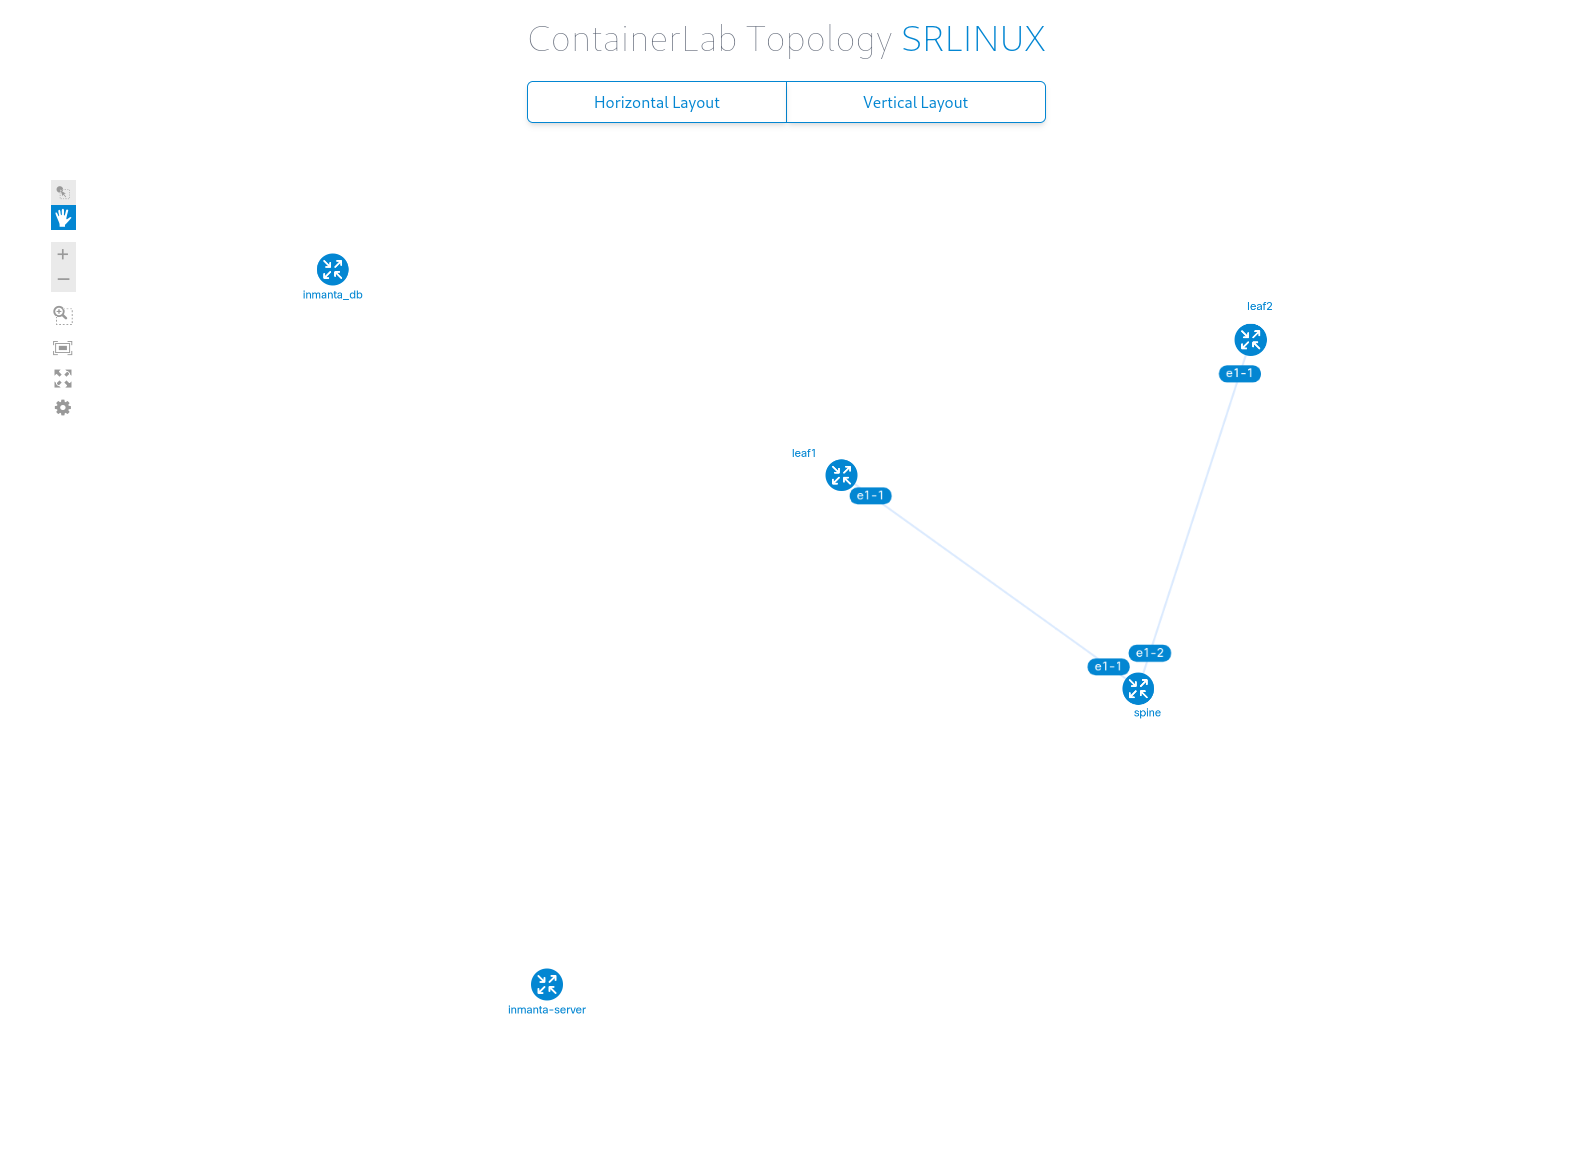 ContainerLab Topology SRLINUX
Horizontal Layout
Vertical Layout
inmanta_db
leaf2
e1-1
leaf1
e1-1
e1-2
e1-1
spine
inmanta-server